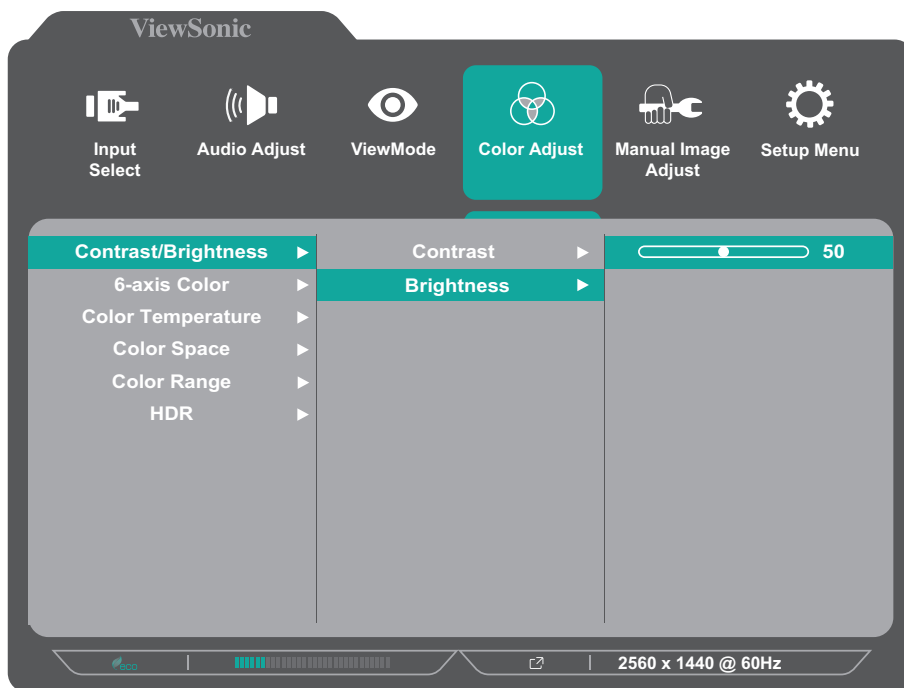 ViewSonic
Input Select
Audio Adjust
ViewMode
Color Adjust
Manual Image Adjust
Setup Menu
Contrast/Brightness
Contrast
50
6-axis Color
Brightness
Color Temperature
Color Space
Color Range
HDR
eco
2560 x 1440 @ 60Hz